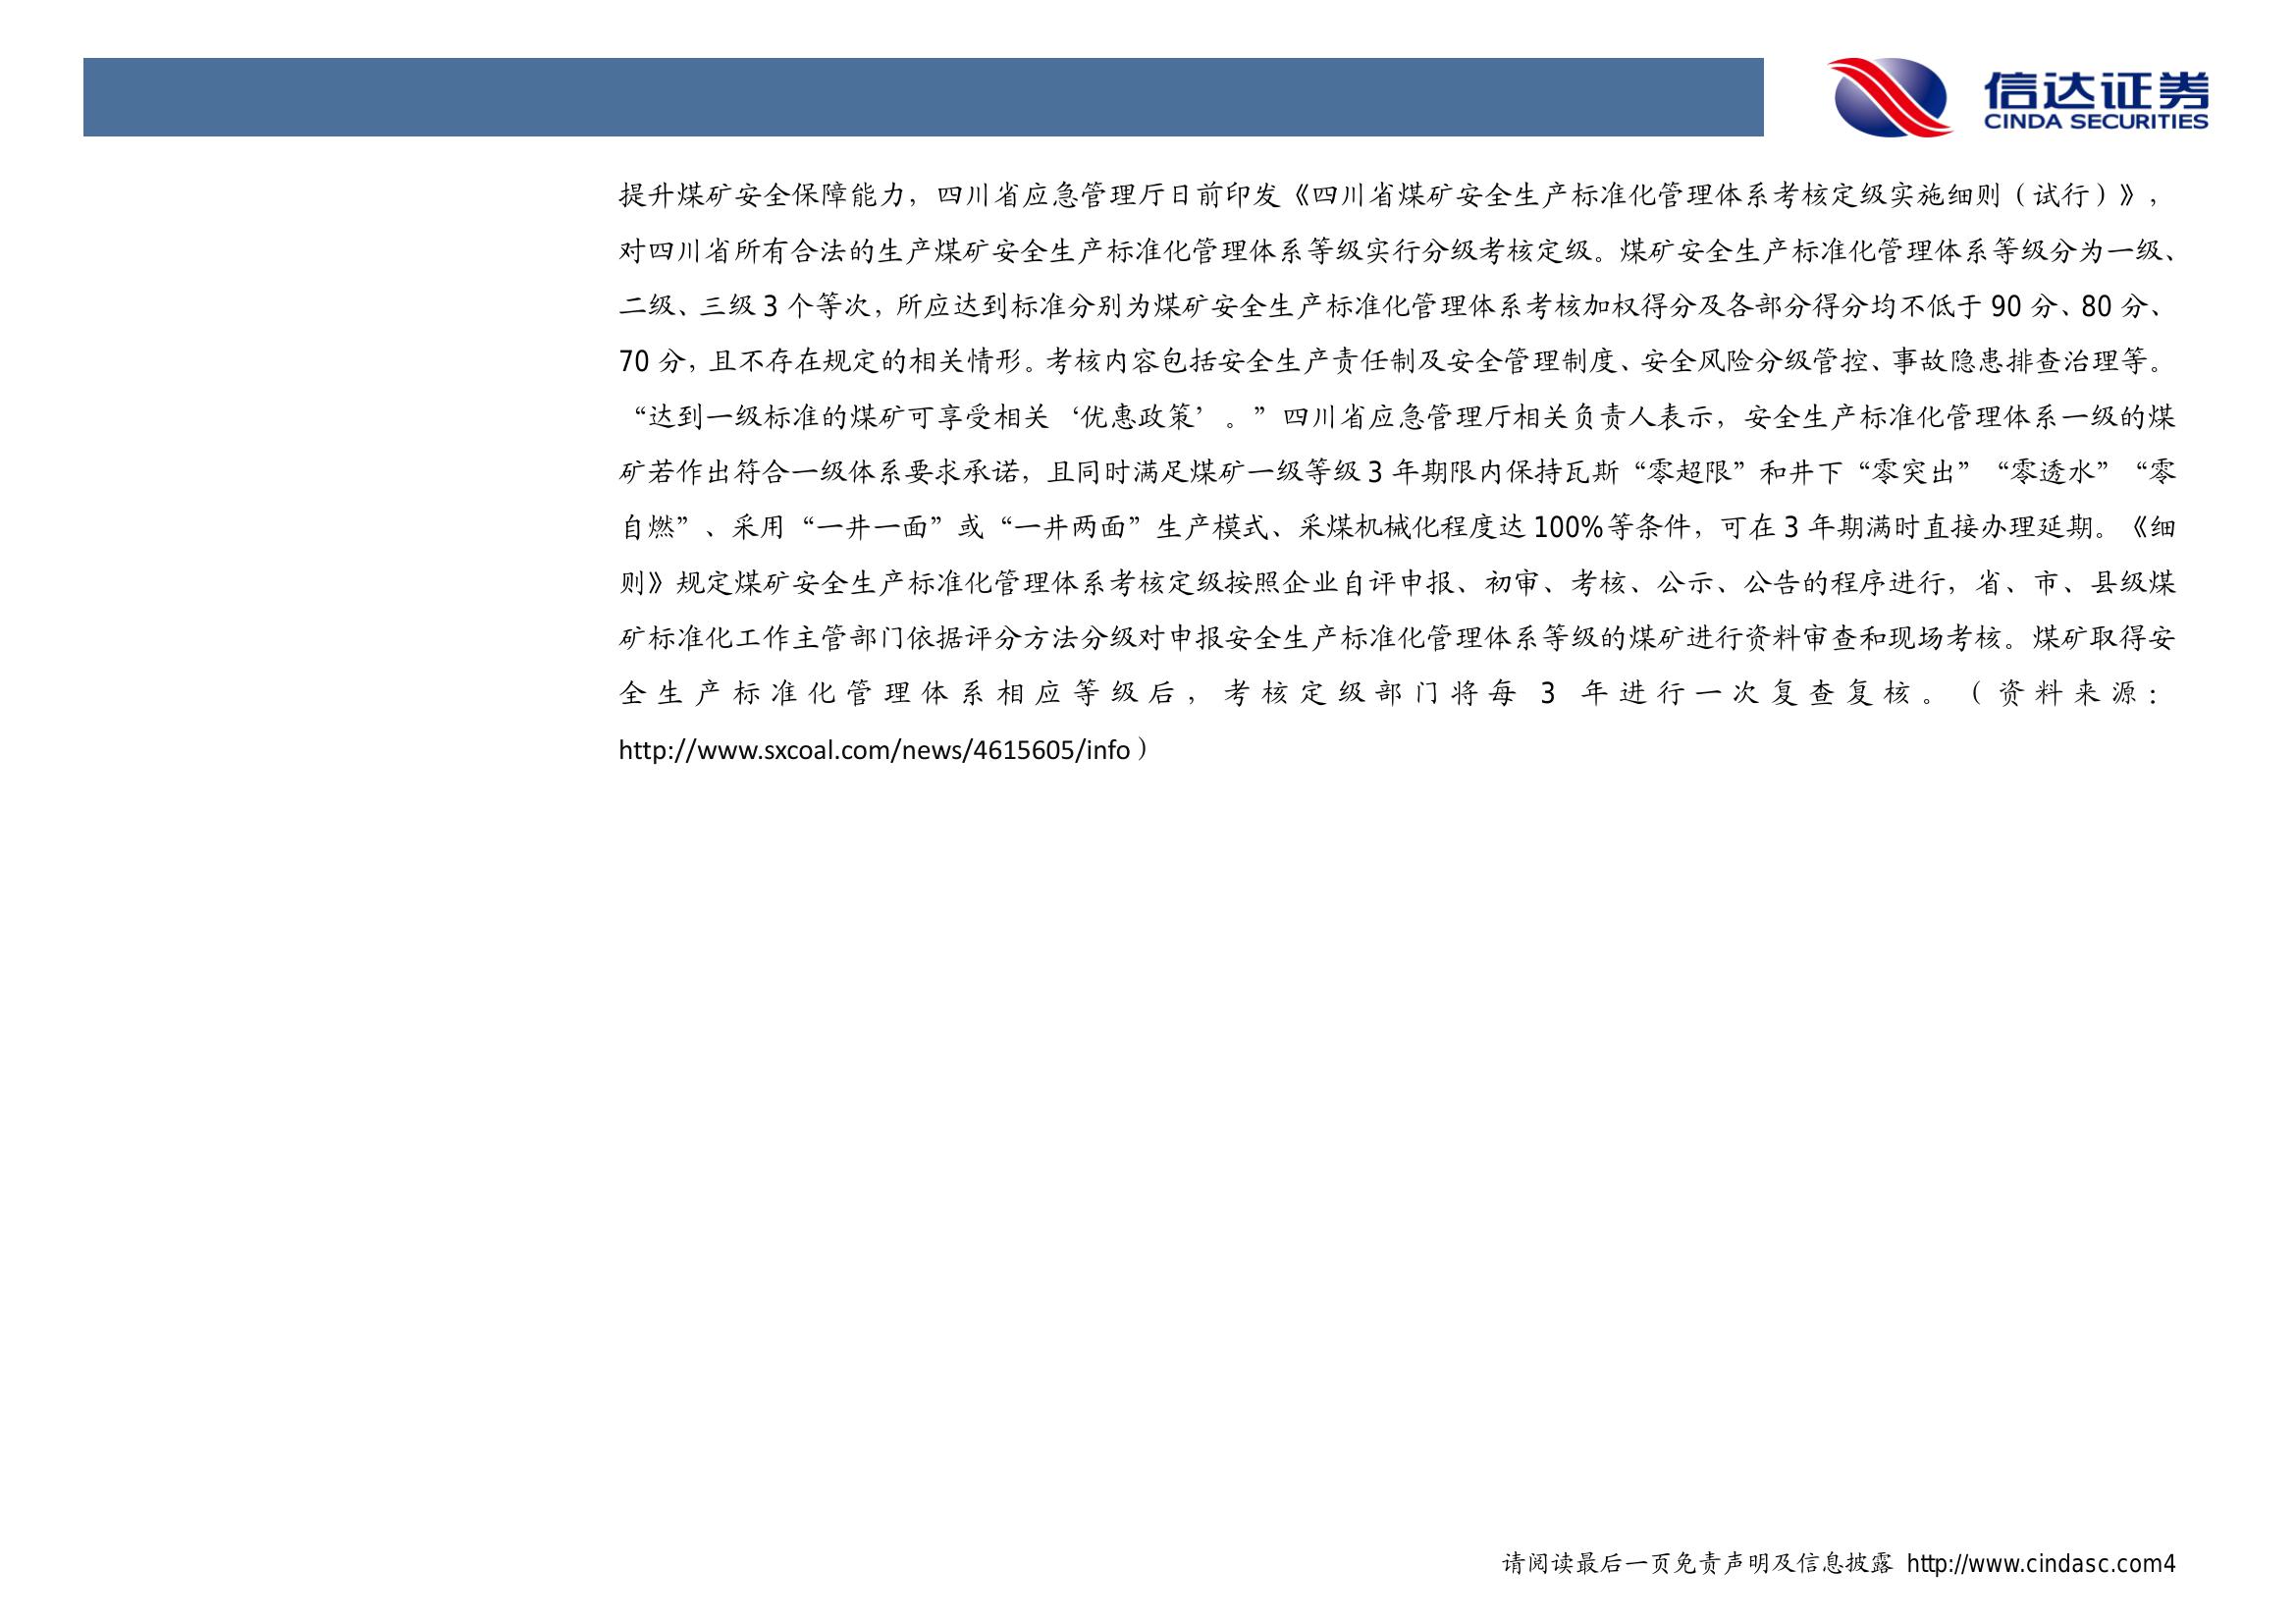 信达证券
CINDA SECURITIES
提升煤矿安全保障能力，四川省应急管理厅日前印发《四川省煤矿安全生产标准化管理体系考核定级实施细则（试行）》，
对四川省所有合法的生产煤矿安全生产标准化管理体系等级实行分级考核定级。煤矿安全生产标准化管理体系等级分为一级、
二级、三级 3 个等次，所应达到标准分别为煤矿安全生产标准化管理体系考核加权得分及各部分得分均不低于 90 分、80 分、
70 分，且不存在规定的相关情形。考核内容包括安全生产责任制及安全管理制度、安全风险分级管控、事故隐患排查治理等。
“达到一级标准的煤矿可享受相关‘优惠政策’。”四川省应急管理厅相关负责人表示，安全生产标准化管理体系一级的煤
矿若作出符合一级体系要求承诺，且同时满足煤矿一级等级 3 年期限内保持瓦斯“零超限”和井下“零突出”“零透水”“零
自燃”、采用“一井一面”或“一井两面”生产模式、采煤机械化程度达 100%等条件，可在 3 年期满时直接办理延期。《细
则》规定煤矿安全生产标准化管理体系考核定级按照企业自评申报、初审、考核、公示、公告的程序进行，省、市、县级煤
矿标准化工作主管部门依据评分方法分级对申报安全生产标准化管理体系等级的煤矿进行资料审查和现场考核。煤矿取得安
全生产标准化管理体系相应等级后，考核定级部门将每 3 年进行一次复查复核。（资料来源：
http://www.sxcoal.com/news/4615605/info）
请阅读最后一页免责声明及信息披露 http://www.cindasc.com4